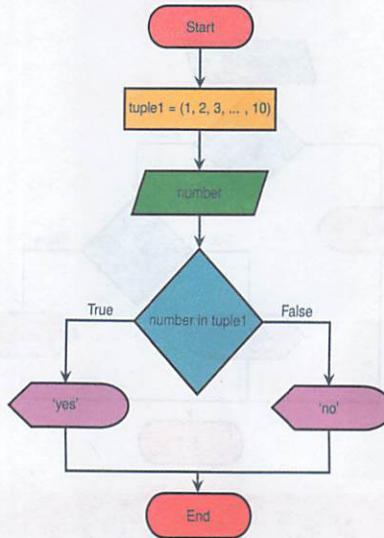 Start
tuple1 = (1, 2, 3, ... , 10)
number
number in tuple1
True
False
'yes'
'no'
End